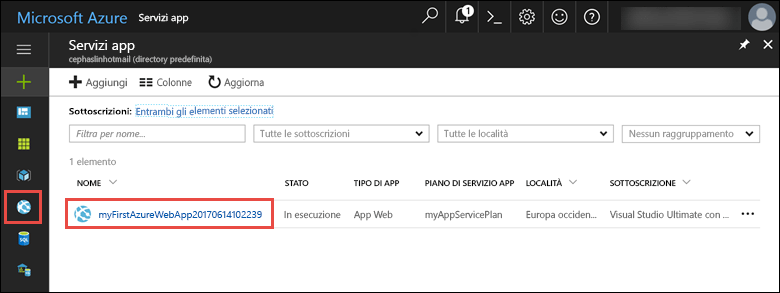 Microsoft Azure Servizi app
1
Servizi app
cephaslinhotmail (directory predefinita)
Aggiungi Colonne Aggiorna
Sottoscrizioni: Entrambi gli elementi selezionati
Filtra per nome... Tutte le sottoscrizioni Tutte le località Nessun raggruppamento
1 elemento
NOME STATO TIPO DI APP PIANO DI SERVIZIO APP LOCALITÀ SOTTOSCRIZIONE
myFirstAzureWebApp20170614102239 In esecuzione App Web myAppServicePlan Europa occiden... Visual Studio Ultimate con ...
SQL